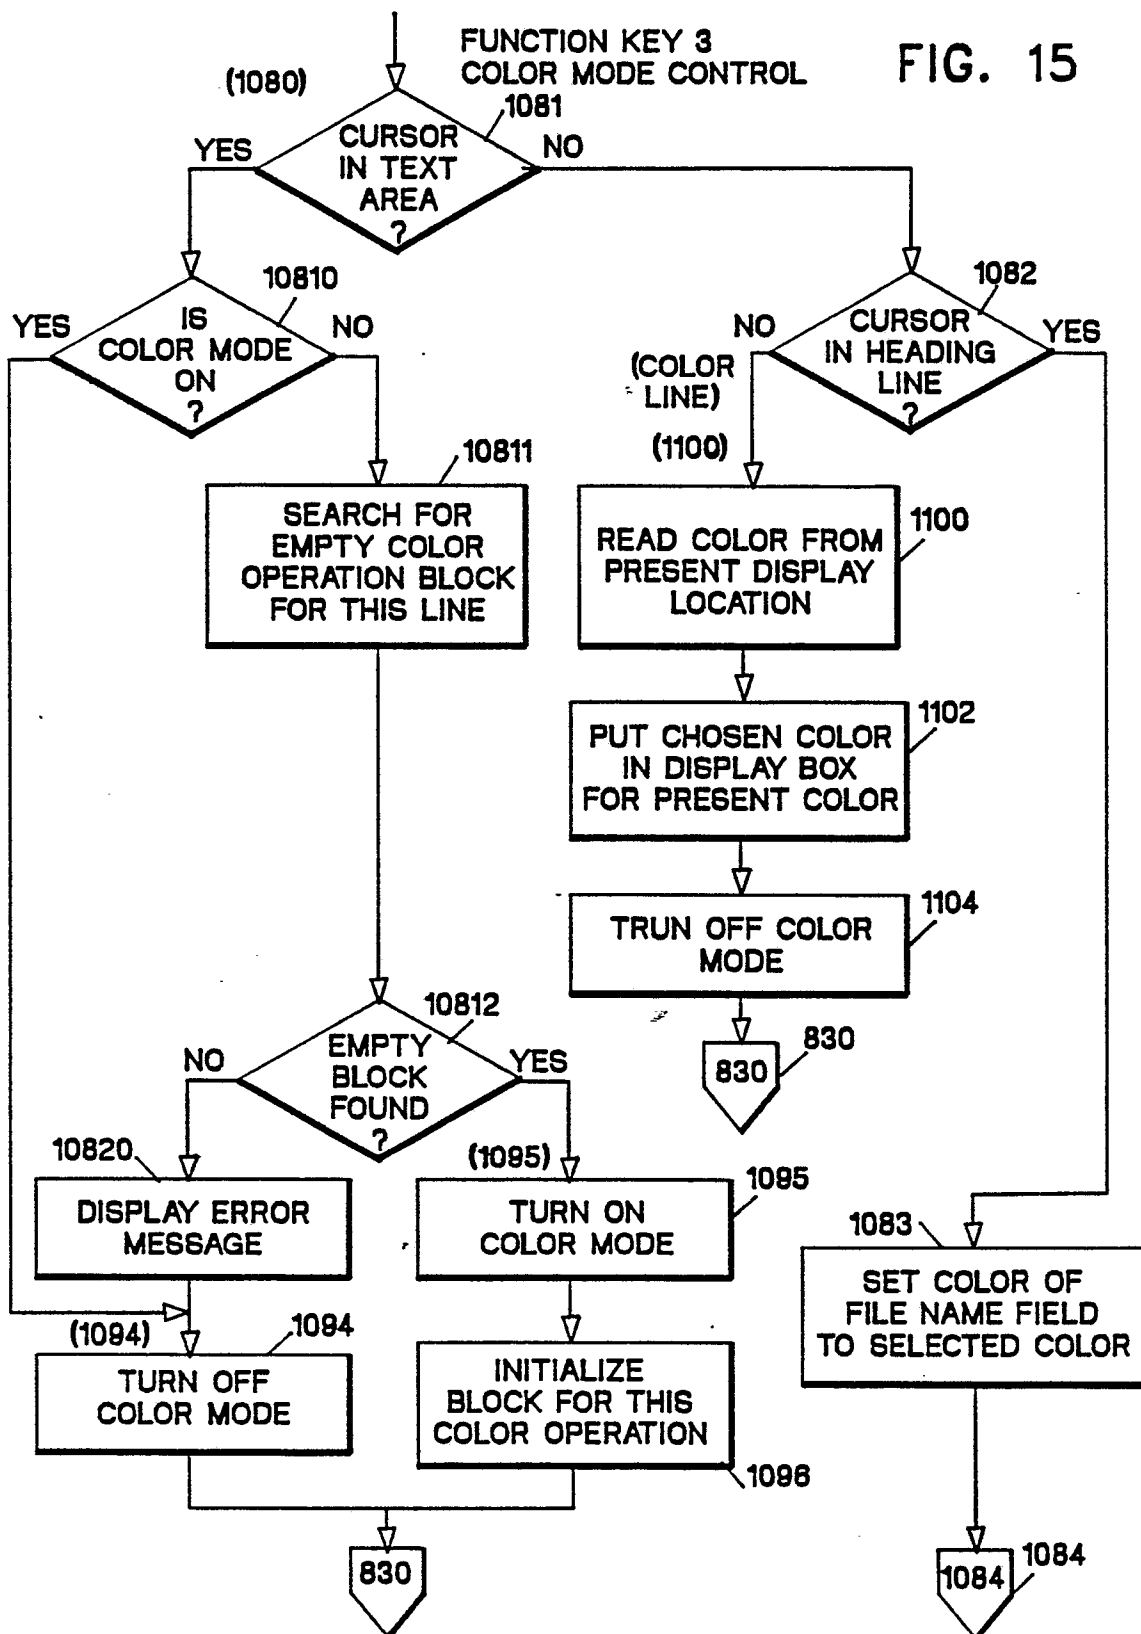 FUNCTION KEY 3
COLOR MODE CONTROL
FIG. 15
(1080)
1081
CURSOR
IN TEXT
AREA
?
YES
NO
10810
IS
COLOR MODE
ON
?
YES
NO
1082
CURSOR
IN HEADING
LINE
?
NO
YES
(COLOR
LINE)
(1100)
10811
SEARCH FOR
EMPTY COLOR
OPERATION BLOCK
FOR THIS LINE
1100
READ COLOR FROM
PRESENT DISPLAY
LOCATION
1102
PUT CHOSEN COLOR
IN DISPLAY BOX
FOR PRESENT COLOR
1104
TRUN OFF COLOR
MODE
830
830
10812
EMPTY
BLOCK
FOUND
?
NO
YES
10820
DISPLAY ERROR
MESSAGE
(1095)
1095
TURN ON
COLOR MODE
1083
SET COLOR OF
FILE NAME FIELD
TO SELECTED COLOR
(1094)
1094
TURN OFF
COLOR MODE
INITIALIZE
BLOCK FOR THIS
COLOR OPERATION
1096
830
1084
1084